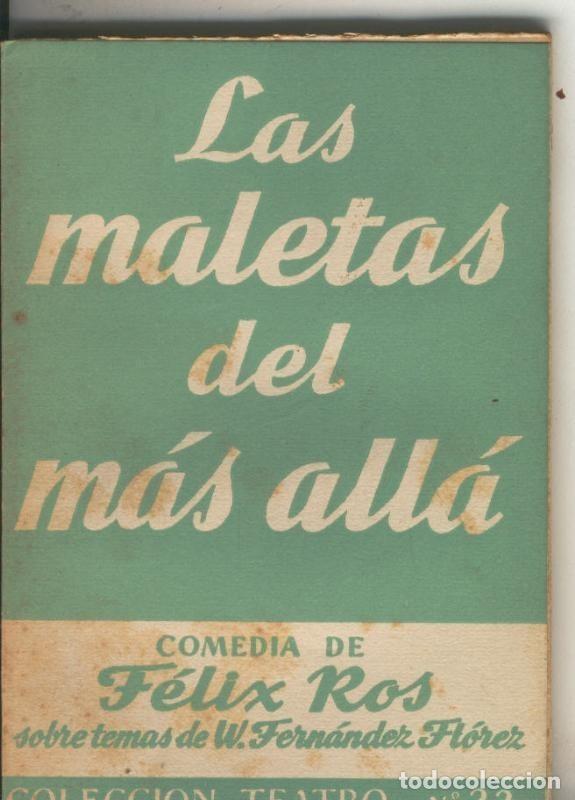 Las
maletas
del
más allá
COMEDIA DE
Félix Ros
sobre temas de W. Fernández Flórez
COLECCION TEATRO
todocoleccion